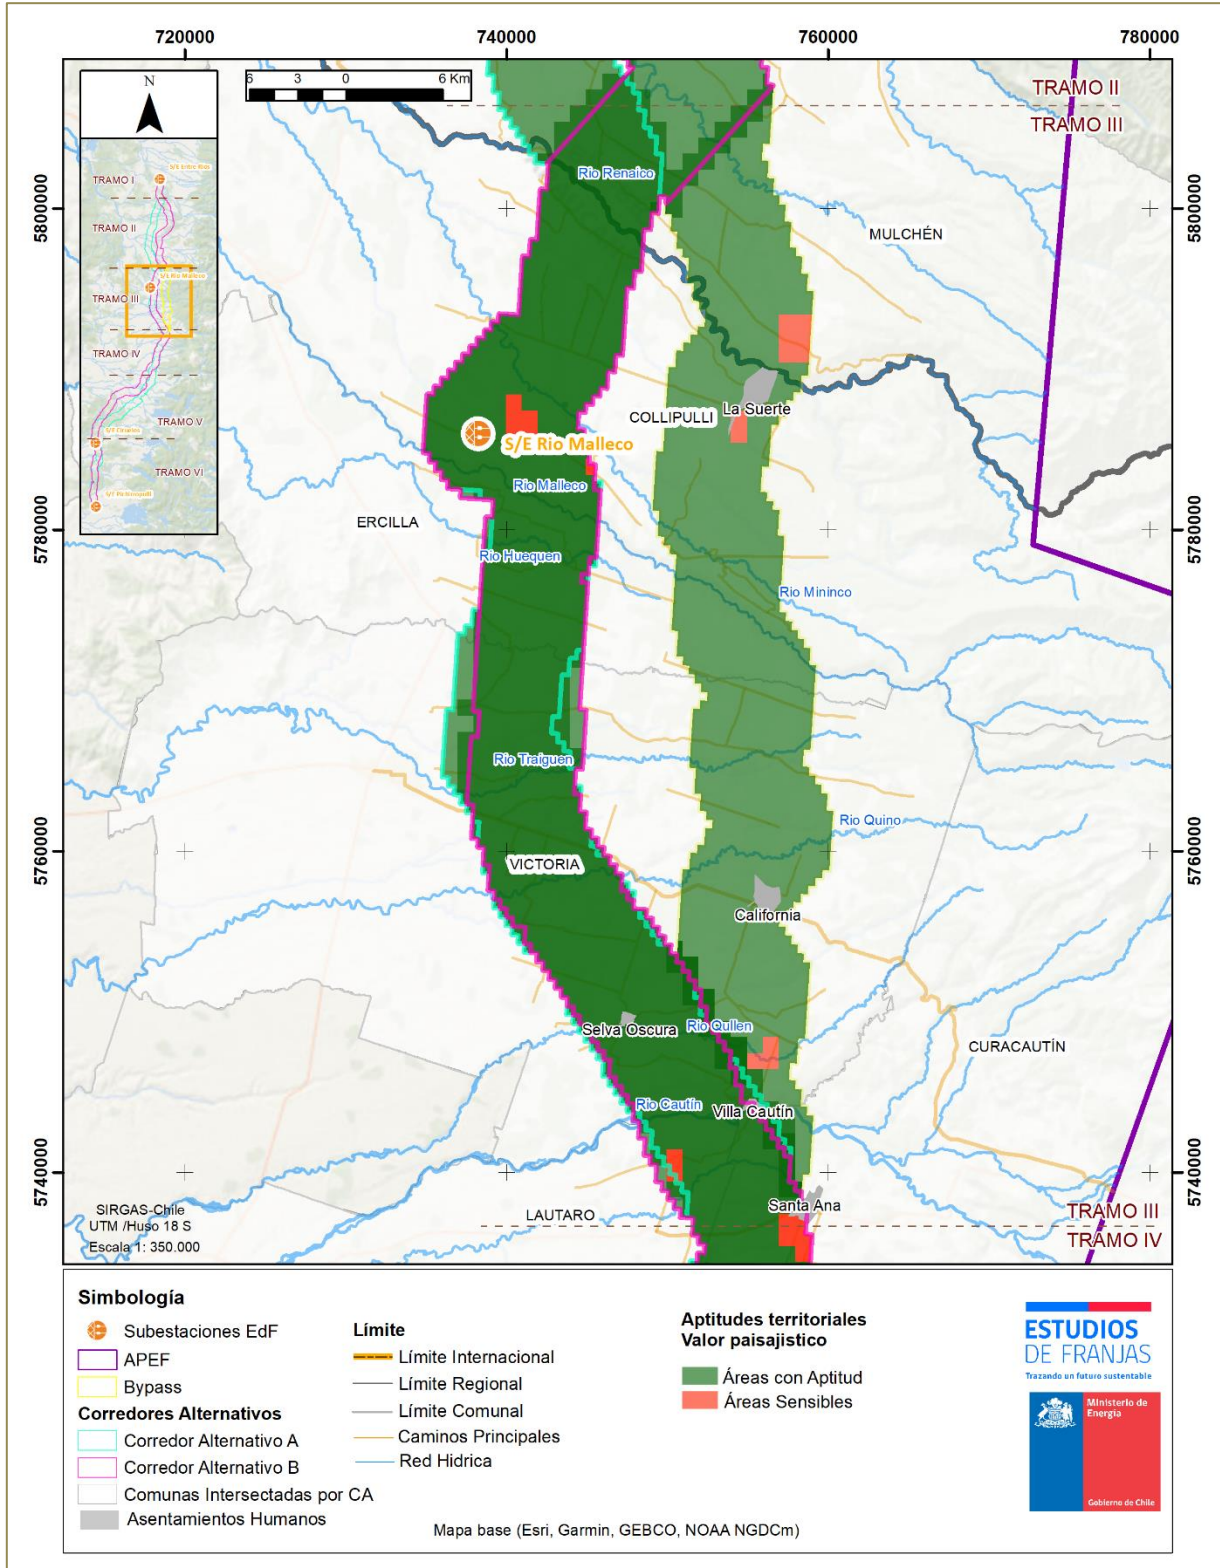 720000
740000
760000
780000
N
6
3
0
6 Km
TRAMO II
TRAMO III
S/E Entre Rios
TRAMO I
TRAMO II
S/E Rio Malleco
TRAMO III
TRAMO IV
TRAMO V
TRAMO VI
5800000
5800000
Rio Renaico
MULCHÉN
COLLIPULLI
La Suerte
S/E Rio Malleco
Rio Malleco
5780000
5780000
ERCILLA
Rio Huequen
Rio Mininco
Rio Traiguen
Rio Quino
5760000
5760000
VICTORIA
California
Selva Oscura
Rio Qullen
CURACAUTÍN
Rio Cautín
Villa Cautín
5740000
5740000
Santa Ana
LAUTARO
TRAMO III
TRAMO IV
SIRGAS-Chile
UTM /Huso 18 S
Escala 1: 350.000
Simbología
Subestaciones EdF
APEF
Bypass
Corredores Alternativos
Corredor Alternativo A
Corredor Alternativo B
Comunas Intersectadas por CA
Asentamientos Humanos
Límite
Límite Internacional
Límite Regional
Límite Comunal
Caminos Principales
Red Hidrica
Aptitudes territoriales
Valor paisajistico
Áreas con Aptitud
Áreas Sensibles
Mapa base (Esri, Garmin, GEBCO, NOAA NGDCm)
ESTUDIOS
DE FRANJAS
Trazando un futuro sustentable
Ministerio de
Energía
Gobierno de Chile